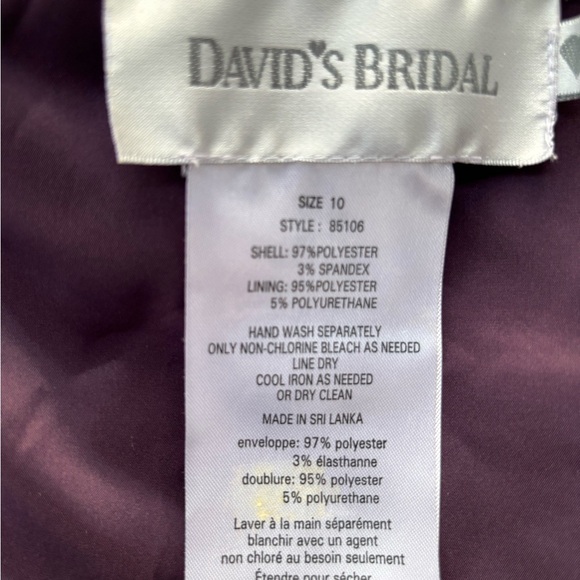 DAVID'S BRIDAL
SIZE 10
STYLE: 85106
SHELL: 97%POLYESTER
3% SPANDEX
LINING: 95%POLYESTER
5% POLYURETHANE
HAND WASH SEPARATELY
ONLY NON-CHLORINE BLEACH AS NEEDED
LINE DRY
COOL IRON AS NEEDED
OR DRY CLEAN
MADE IN SRI LANKA
enveloppe: 97% polyester
3% élasthanne
doublure: 95% polyester
5% polyurethane
Laver à la main séparément
blanchir avec un agent
non chloré au besoin seulement
Étendre pour sécher